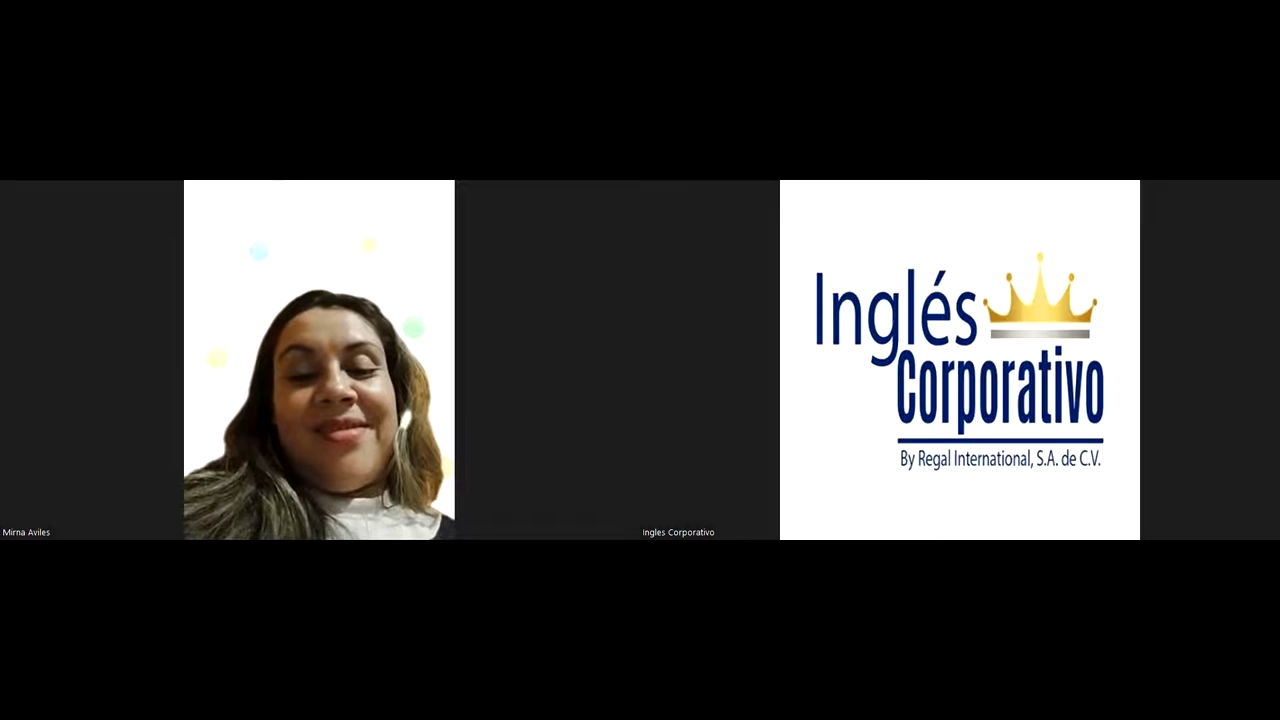 Inglés
Corporativo
By Regal International, S.A. de C.V.
Mirna Aviles
Ingles Corporativo